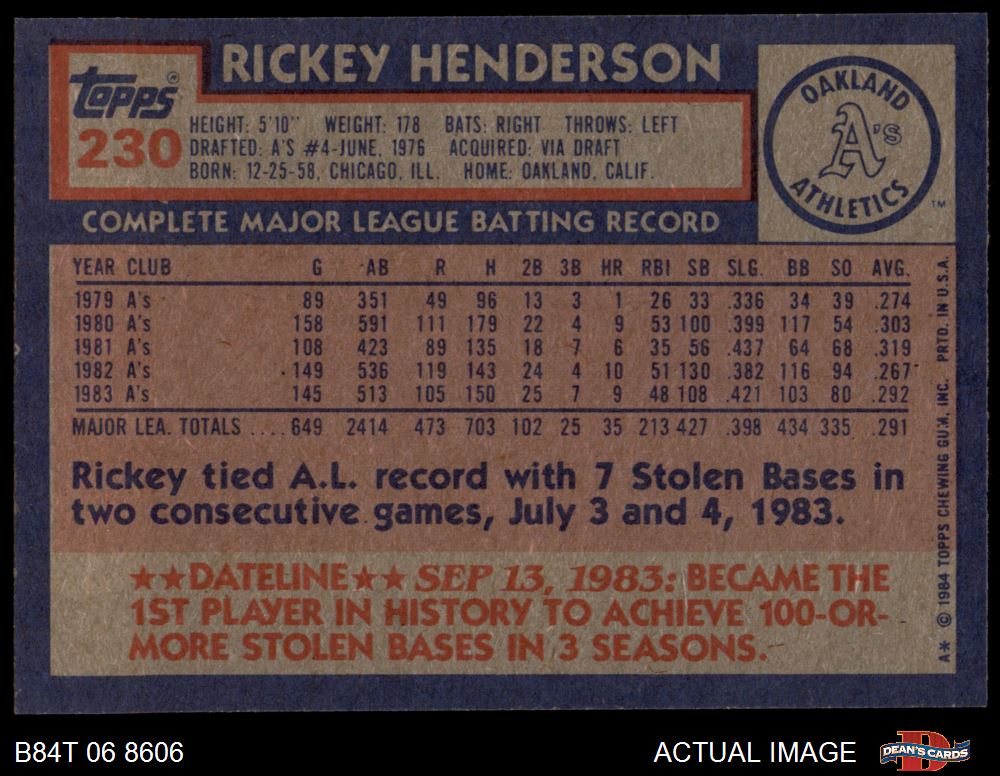 RICKEY HENDERSON
topps®
230
HEIGHT: 5'10" WEIGHT: 178 BATS: RIGHT THROWS: LEFT
DRAFTED: A'S #4-JUNE, 1976 ACQUIRED: VIA DRAFT
BORN: 12-25-58, CHICAGO, ILL. HOME: OAKLAND, CALIF.
OAKLAND
A's
ATHLETICS
TM
COMPLETE MAJOR LEAGUE BATTING RECORD
YEAR CLUB G AB R H 2B 3B HR RBI SB SLG. BB SO AVG.
1979 A's 89 351 49 96 13 3 1 26 33 .336 34 39 .274
1980 A's 158 591 111 179 22 4 9 53 100 .399 117 54 .303
1981 A's 108 423 89 135 18 7 6 35 56 .437 64 68 .319
1982 A's 149 536 119 143 24 4 10 51 130 .382 116 94 .267
1983 A's 145 513 105 150 25 7 9 48 108 .421 103 80 .292
MAJOR LEA. TOTALS .... 649 2414 473 703 102 25 35 213 427 .398 434 335 .291
Rickey tied A.L. record with 7 Stolen Bases in
two consecutive games, July 3 and 4, 1983.
★★DATELINE★★ SEP 13, 1983: BECAME THE
1ST PLAYER IN HISTORY TO ACHIEVE 100-OR-
MORE STOLEN BASES IN 3 SEASONS.
A* © 1984 TOPPS CHEWING GUM, INC. PRTD. IN U.S.A.
B84T 06 8606
ACTUAL IMAGE
D
DEAN'S CARDS